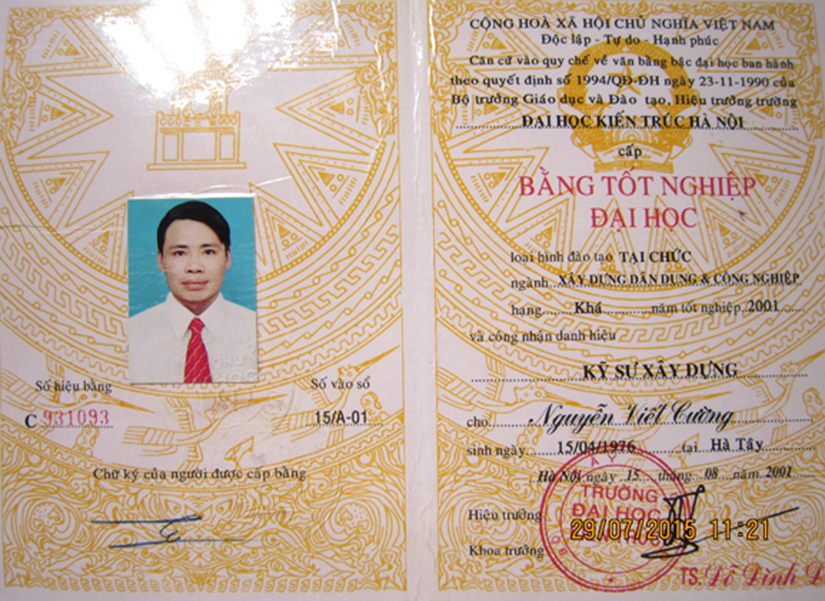 Số hiệu bằng
Số vào sổ
C 931093
15/A-01
Chữ ký của người được cấp bằng
CỘNG HOÀ XÃ HỘI CHỦ NGHĨA VIỆT NAM
Độc lập - Tự do - Hạnh phúc
Căn cứ vào quy chế về văn bằng bậc đại học ban hành
theo quyết định số 1994/QĐ-ĐH ngày 23-11-1990 của
Bộ trưởng Giáo dục và Đào tạo, Hiệu trưởng trường
ĐẠI HỌC KIẾN TRÚC HÀ NỘI
cấp
BẰNG TỐT NGHIỆP
ĐẠI HỌC
loại hình đào tạo TẠI CHỨC
ngành XÂY DỰNG DÂN DỤNG & CÔNG NGHIỆP
hạng Khá năm tốt nghiệp 2001
và công nhận danh hiệu
KỸ SƯ XÂY DỰNG
cho Nguyễn Viết Cường
sinh ngày 15/04/1976 tại Hà Tây
Hà Nội ngày 15 tháng 08 năm 2001
Hiệu trưởng
Khoa trưởng
TRƯỜNG
ĐẠI HỌC
29/07/2015 11:21
TS. Đỗ Đình